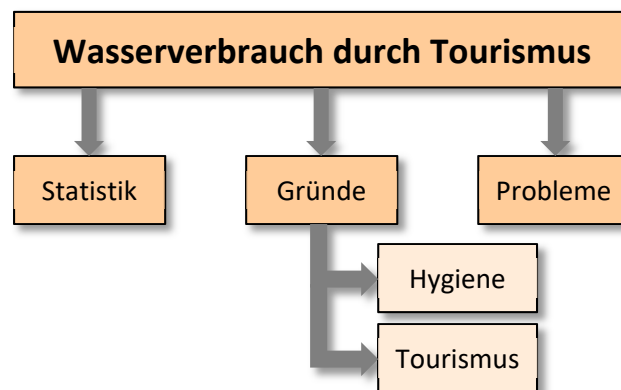 Wasserverbrauch durch Tourismus
Statistik
Gründe
Probleme
Hygiene
Tourismus